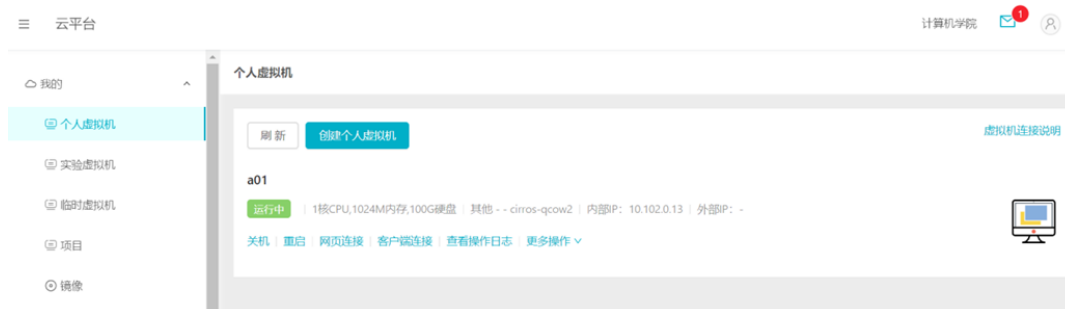 云平台
计算机学院
1
我的
个人虚拟机
实验虚拟机
临时虚拟机
项目
镜像
个人虚拟机
刷 新
创建个人虚拟机
虚拟机连接说明
a01
运行中 | 1核CPU,1024M内存,100G硬盘 | 其他 - - cirros-qcow2 | 内部IP: 10.102.0.13 | 外部IP: -
关机 | 重启 | 网页连接 | 客户端连接 | 查看操作日志 | 更多操作